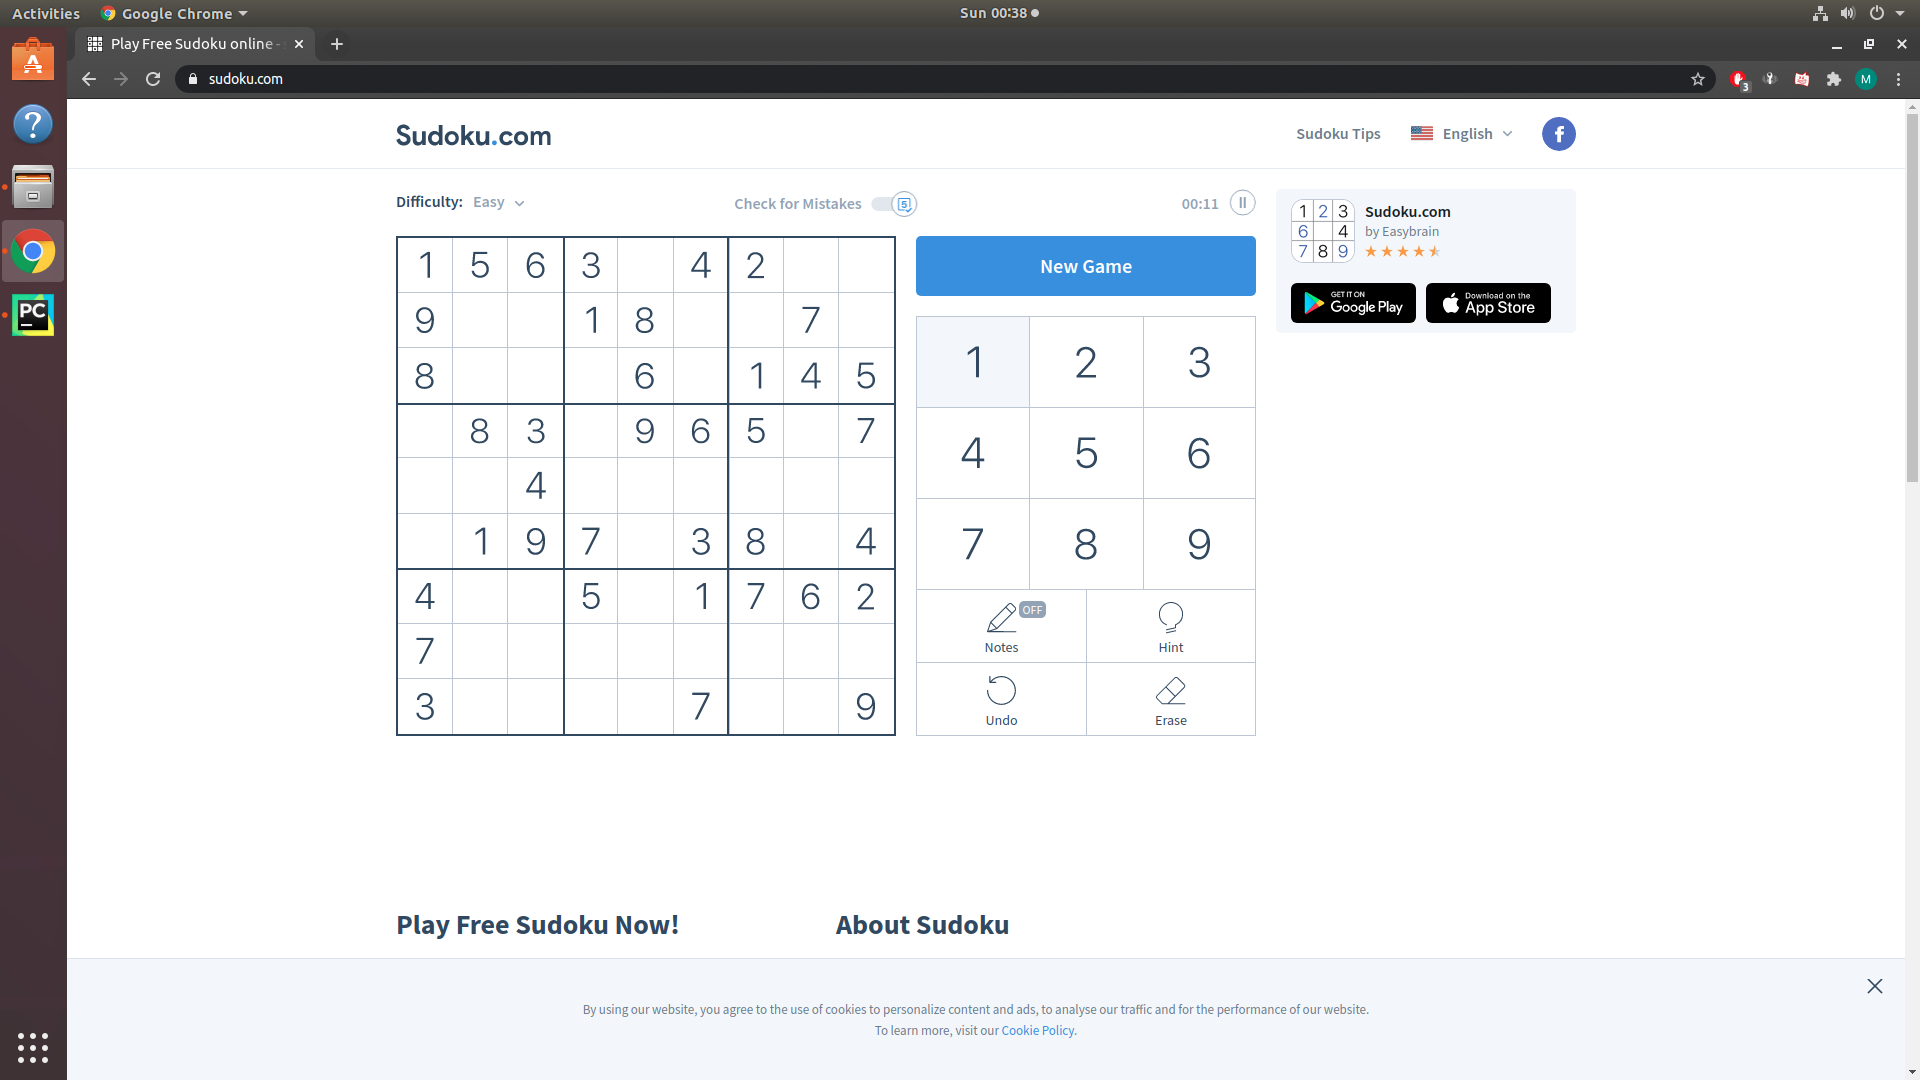 Activities Google Chrome Sun 00:38
Play Free Sudoku online -
sudoku.com 3 M
Sudoku.com Sudoku Tips English f
Difficulty: Easy Check for Mistakes 5 00:11
1 5 6 3 4 2
9 1 8 7
8 6 1 4 5
8 3 9 6 5 7
4
1 9 7 3 8 4
4 5 1 7 6 2
7
3 7 9
New Game
1 2 3
4 5 6
7 8 9
OFF
Notes Hint
Undo Erase
1 2 3
6 4
7 8 9
Sudoku.com
by Easybrain
GET IT ON
Google Play
Download on the
App Store
PC
Play Free Sudoku Now! About Sudoku
By using our website, you agree to the use of cookies to personalize content and ads, to analyse our traffic and for the performance of our website.
To learn more, visit our Cookie Policy.